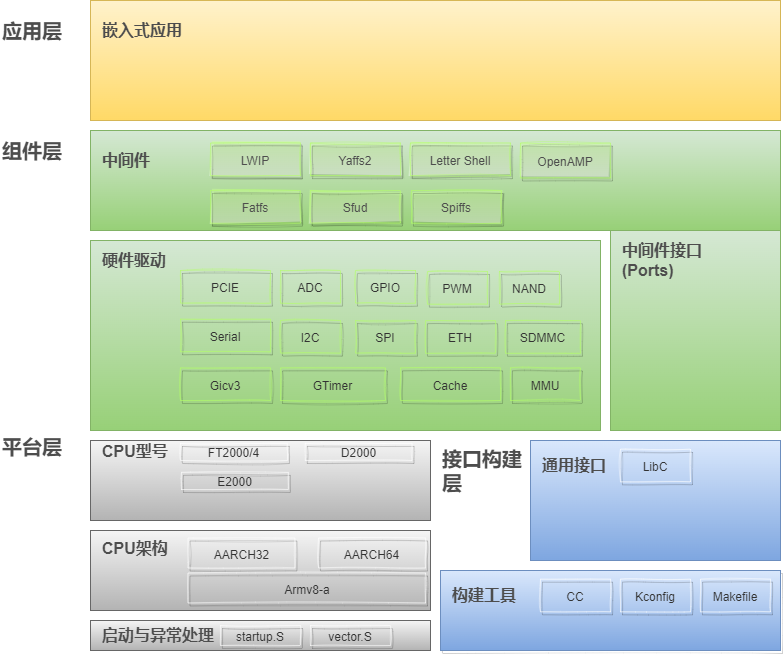 应用层
嵌入式应用
组件层
中间件
LWIP
Yaffs2
Letter Shell
OpenAMP
Fatfs
Sfud
Spiffs
硬件驱动
PCIE
ADC
GPIO
PWM
NAND
Serial
I2C
SPI
ETH
SDMMC
Gicv3
GTimer
Cache
MMU
中间件接口
(Ports)
平台层
CPU型号
FT2000/4
D2000
E2000
CPU架构
AARCH32
AARCH64
Armv8-a
启动与异常处理
startup.S
vector.S
接口构建
层
通用接口
LibC
构建工具
CC
Kconfig
Makefile